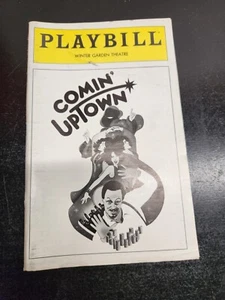 PLAYBILL
WINTER GARDEN THEATRE
COMIN'
UPTOWN